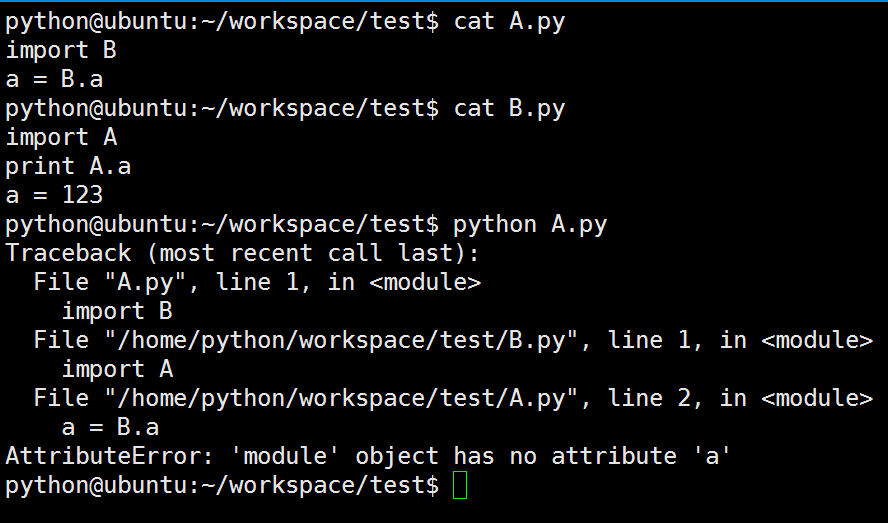 python@ubuntu:~/workspace/test$ cat A.py
import B
a = B.a
python@ubuntu:~/workspace/test$ cat B.py
import A
print A.a
a = 123
python@ubuntu:~/workspace/test$ python A.py
Traceback (most recent call last):
  File "A.py", line 1, in <module>
    import B
  File "/home/python/workspace/test/B.py", line 1, in <module>
    import A
  File "/home/python/workspace/test/A.py", line 2, in <module>
    a = B.a
AttributeError: 'module' object has no attribute 'a'
python@ubuntu:~/workspace/test$